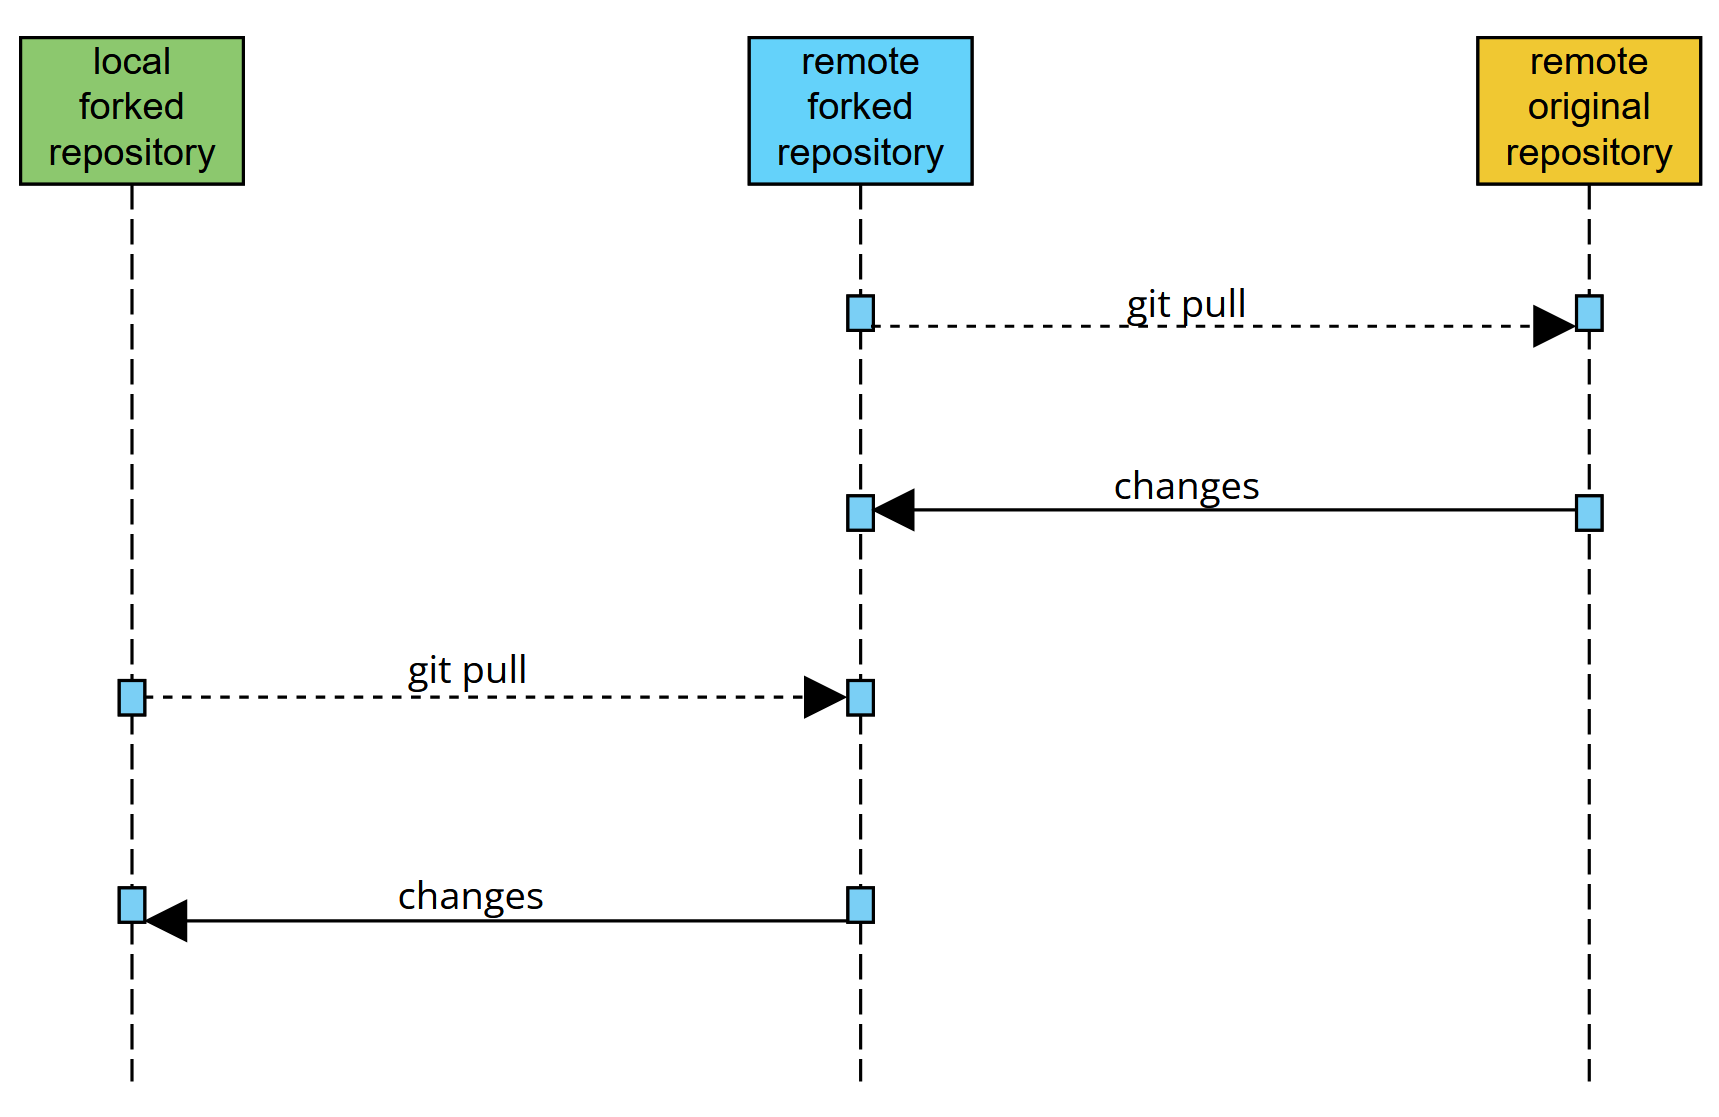 local
forked
repository
remote
forked
repository
remote
original
repository
git pull
changes
git pull
changes